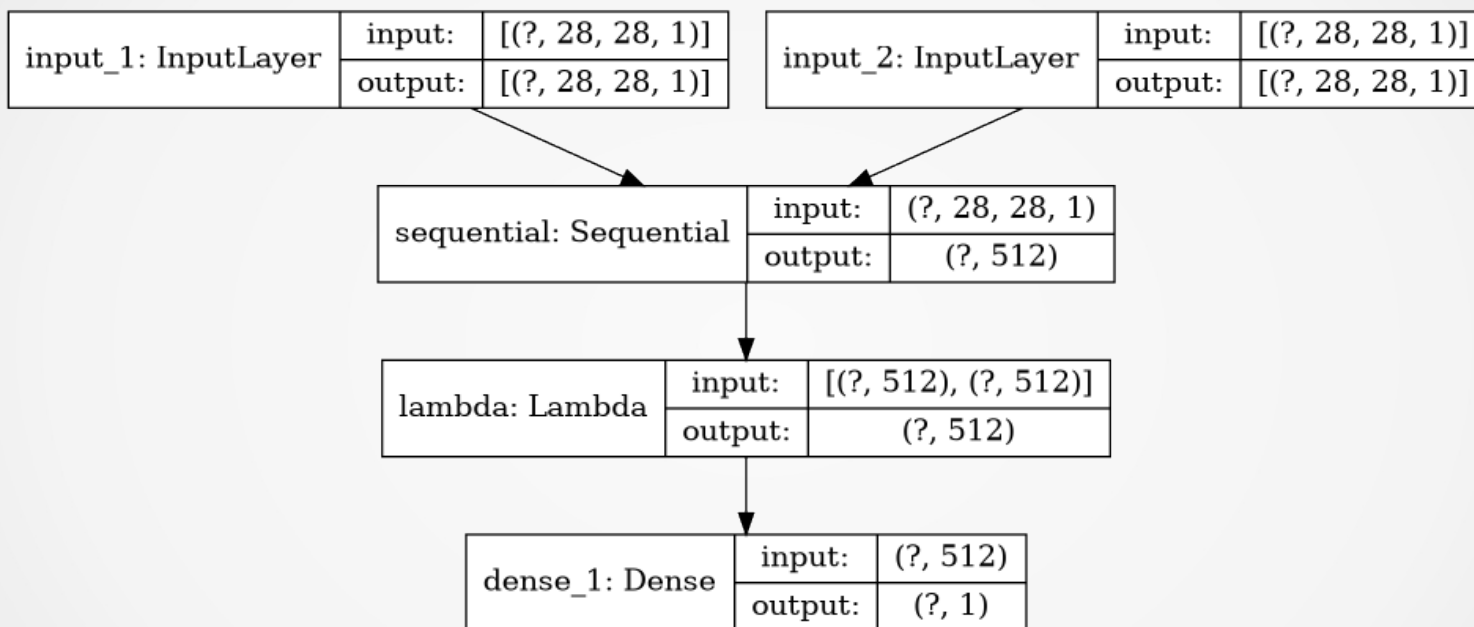 input_1: InputLayer
input: [(?, 28, 28, 1)]
output: [(?, 28, 28, 1)]
input_2: InputLayer
input: [(?, 28, 28, 1)]
output: [(?, 28, 28, 1)]
sequential: Sequential
input: (?, 28, 28, 1)
output: (?, 512)
lambda: Lambda
input: [(?, 512), (?, 512)]
output: (?, 512)
dense_1: Dense
input: (?, 512)
output: (?, 1)